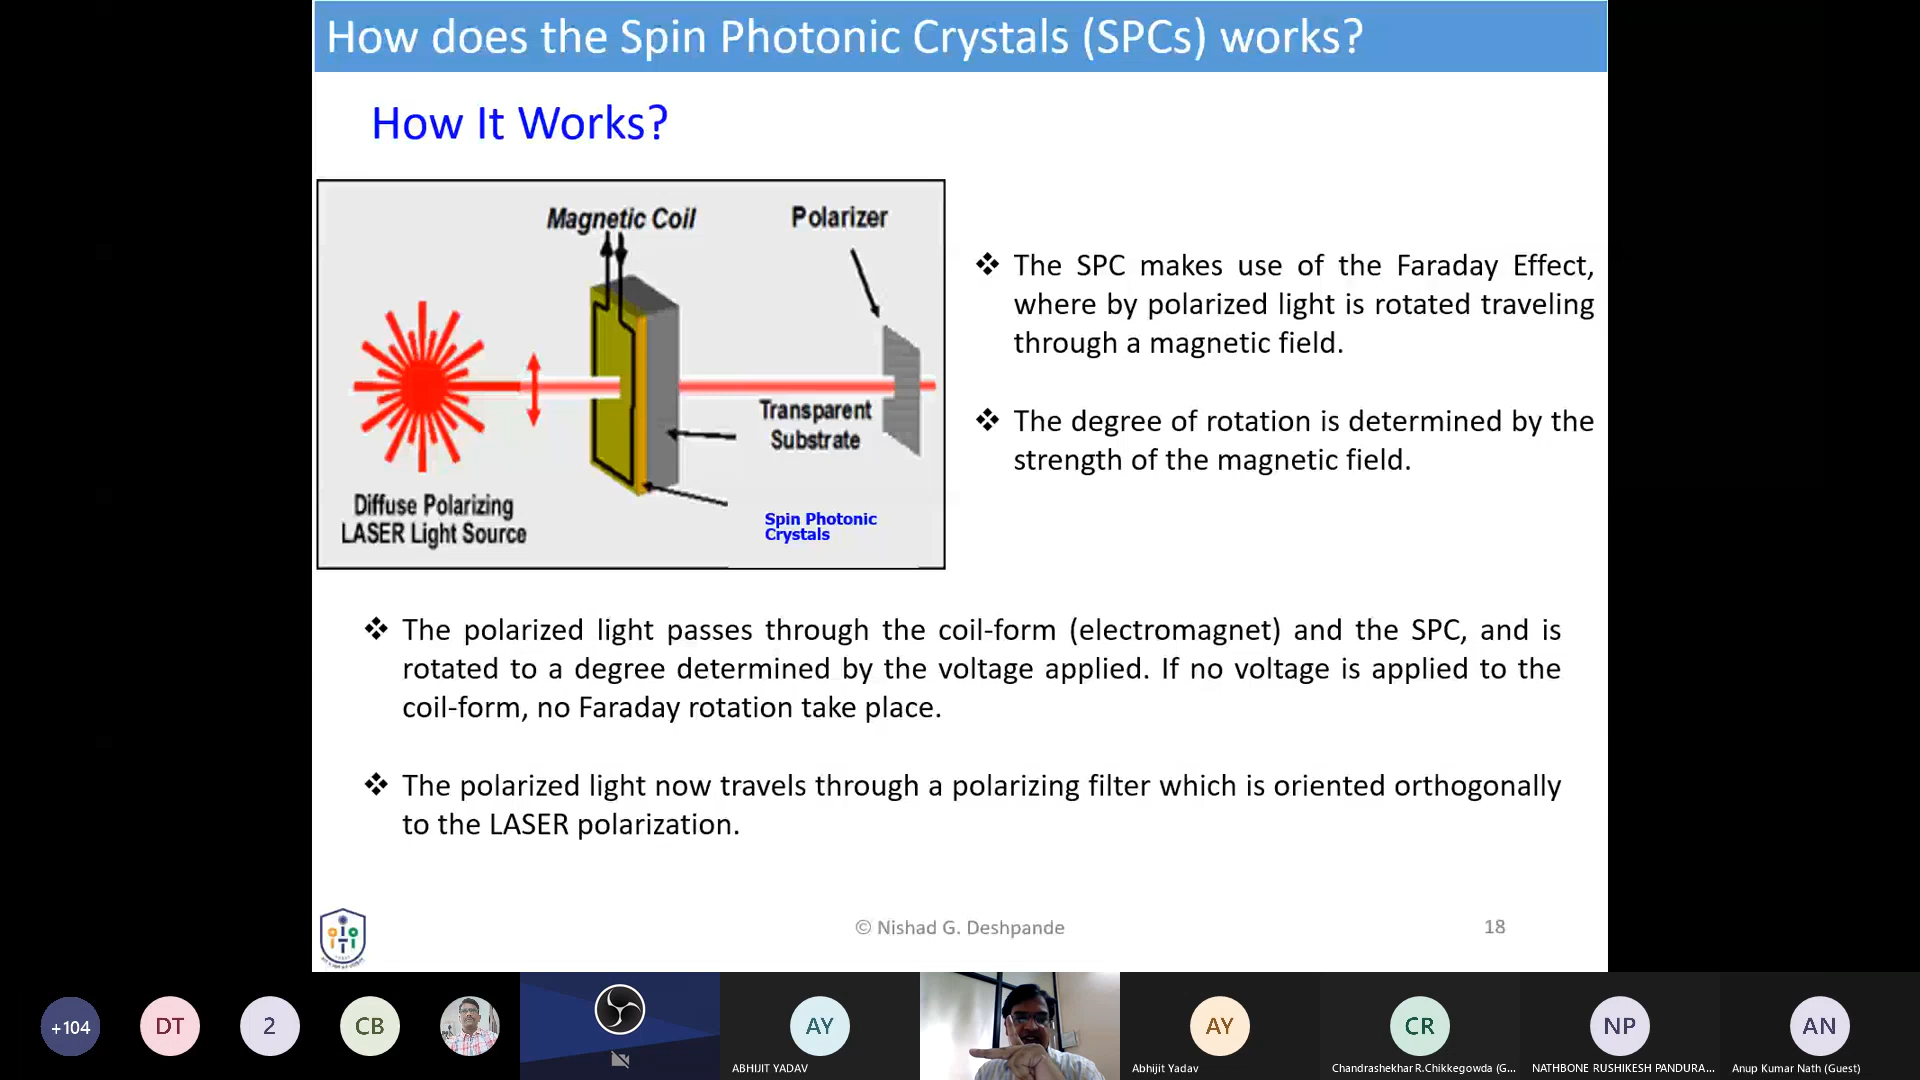 How does the Spin Photonic Crystals (SPCs) works?
How It Works?
Magnetic Coil
Polarizer
Transparent
Substrate
Diffuse Polarizing
LASER Light Source
Spin Photonic
Crystals
❖ The SPC makes use of the Faraday Effect,
where by polarized light is rotated traveling
through a magnetic field.
❖ The degree of rotation is determined by the
strength of the magnetic field.
❖ The polarized light passes through the coil-form (electromagnet) and the SPC, and is
rotated to a degree determined by the voltage applied. If no voltage is applied to the
coil-form, no Faraday rotation take place.
❖ The polarized light now travels through a polarizing filter which is oriented orthogonally
to the LASER polarization.
© Nishad G. Deshpande
18
+104
DT
2
CB
AY
ABHIJIT YADAV
AY
Abhijit Yadav
CR
Chandrashekhar R.Chikkegowda (G...
NP
NATHBONE RUSHIKESH PANDURA...
AN
Anup Kumar Nath (Guest)